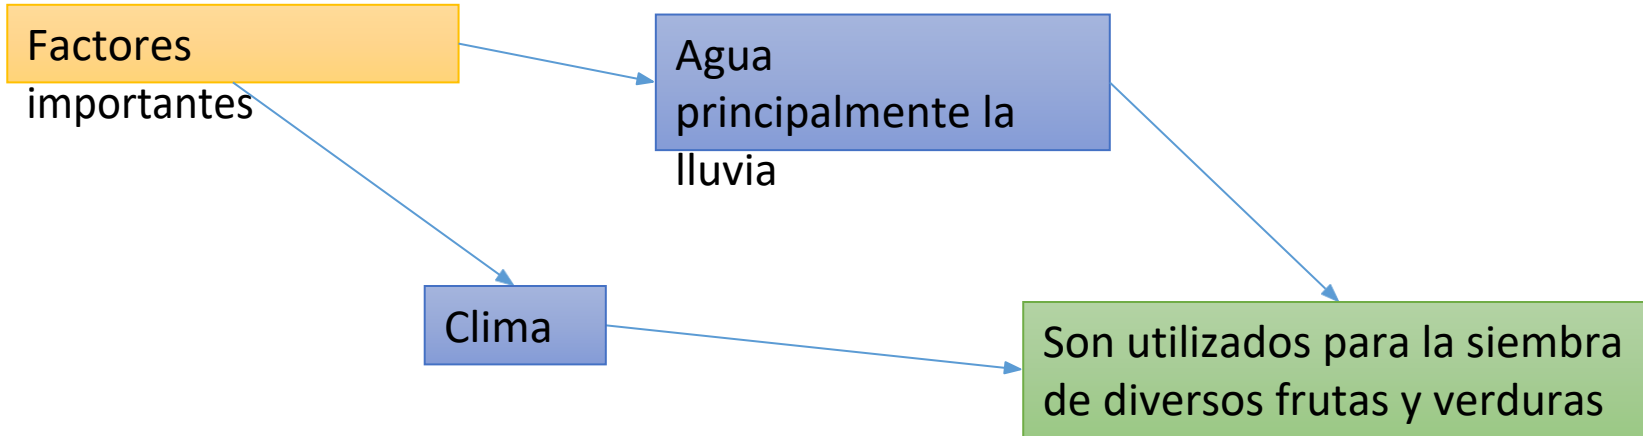 Factores
importantes
Agua
principalmente la
lluvia
Clima
Son utilizados para la siembra
de diversos frutas y verduras